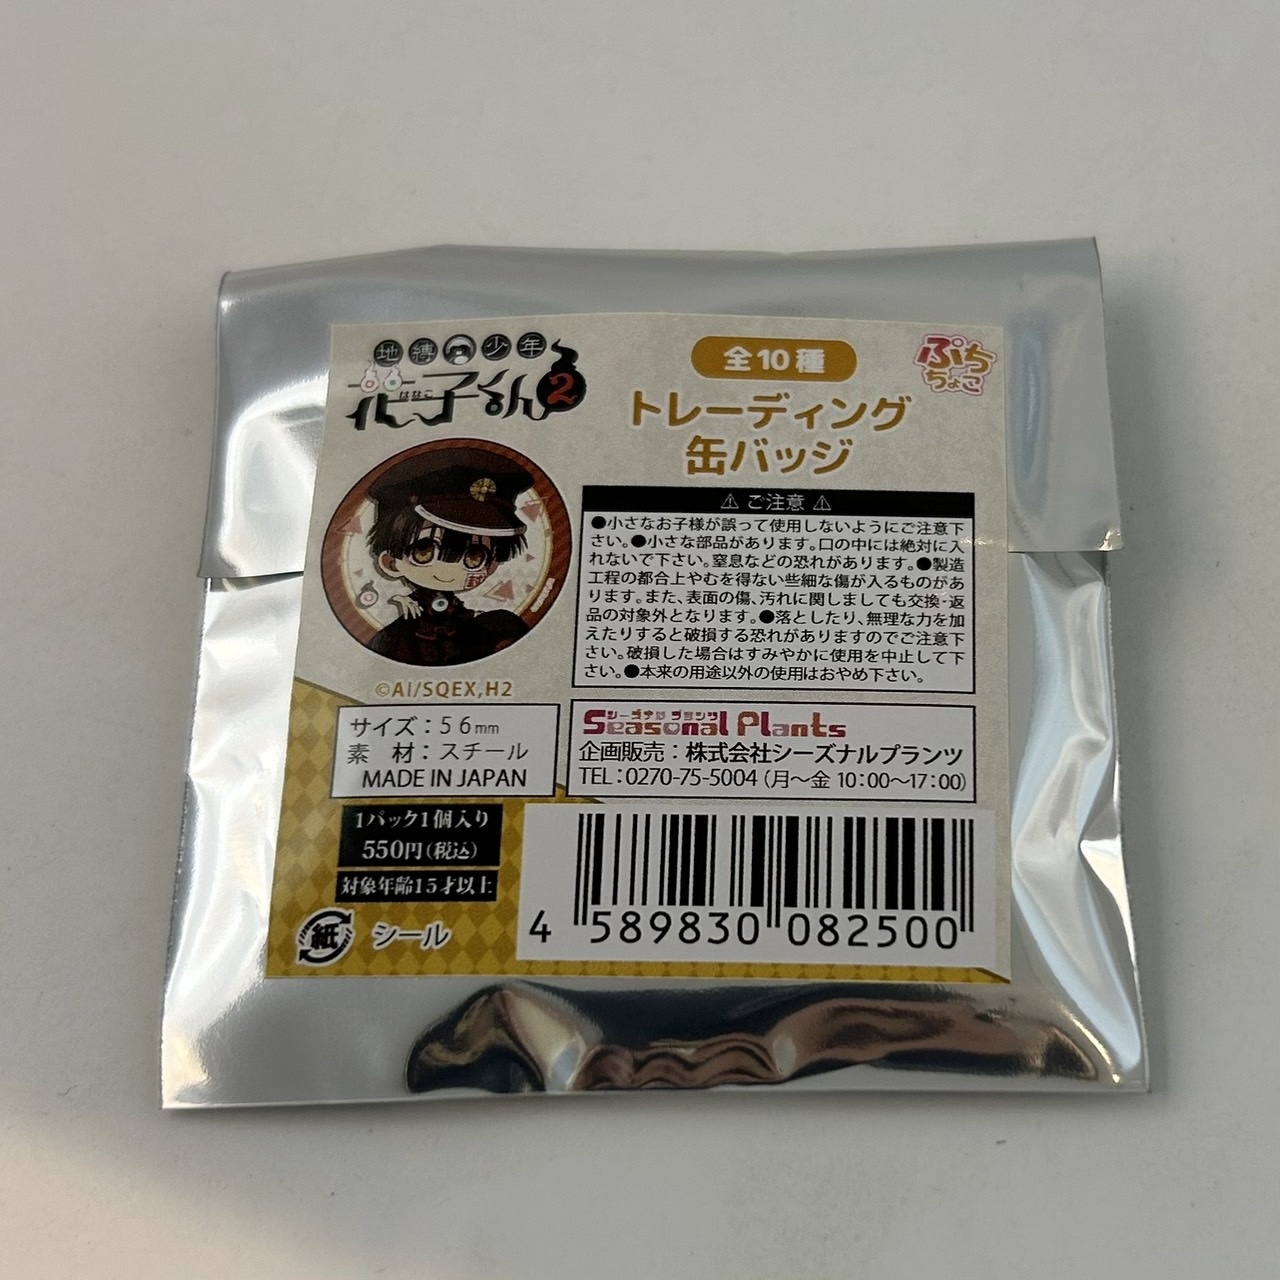 地縛少年
花子くん2
はなこ
全10種
ぷちちょこ
トレーディング
缶バッジ
封
©AI/SQEX,H2
⚠ ご注意 ⚠
●小さなお子様が誤って使用しないようにご注意下
さい。●小さな部品があります。口の中には絶対に入
れないで下さい。窒息などの恐れがあります。●製造
工程の都合上やむを得ない些細な傷が入るものがあ
ります。また、表面の傷、汚れに関しましても交換・返
品の対象外となります。●落としたり、無理な力を加
えたりすると破損する恐れがありますのでご注意下
さい。破損した場合はすみやかに使用を中止して下
さい。●本来の用途以外の使用はおやめ下さい。
サイズ：56mm
素 材：スチール
MADE IN JAPAN
シーズナル プランツ
Seasonal Plants
企画販売：株式会社シーズナルプランツ
TEL：0270-75-5004（月～金 10：00～17：00）
1パック1個入り
550円（税込）
対象年齢15才以上
紙 シール
4 589830 082500